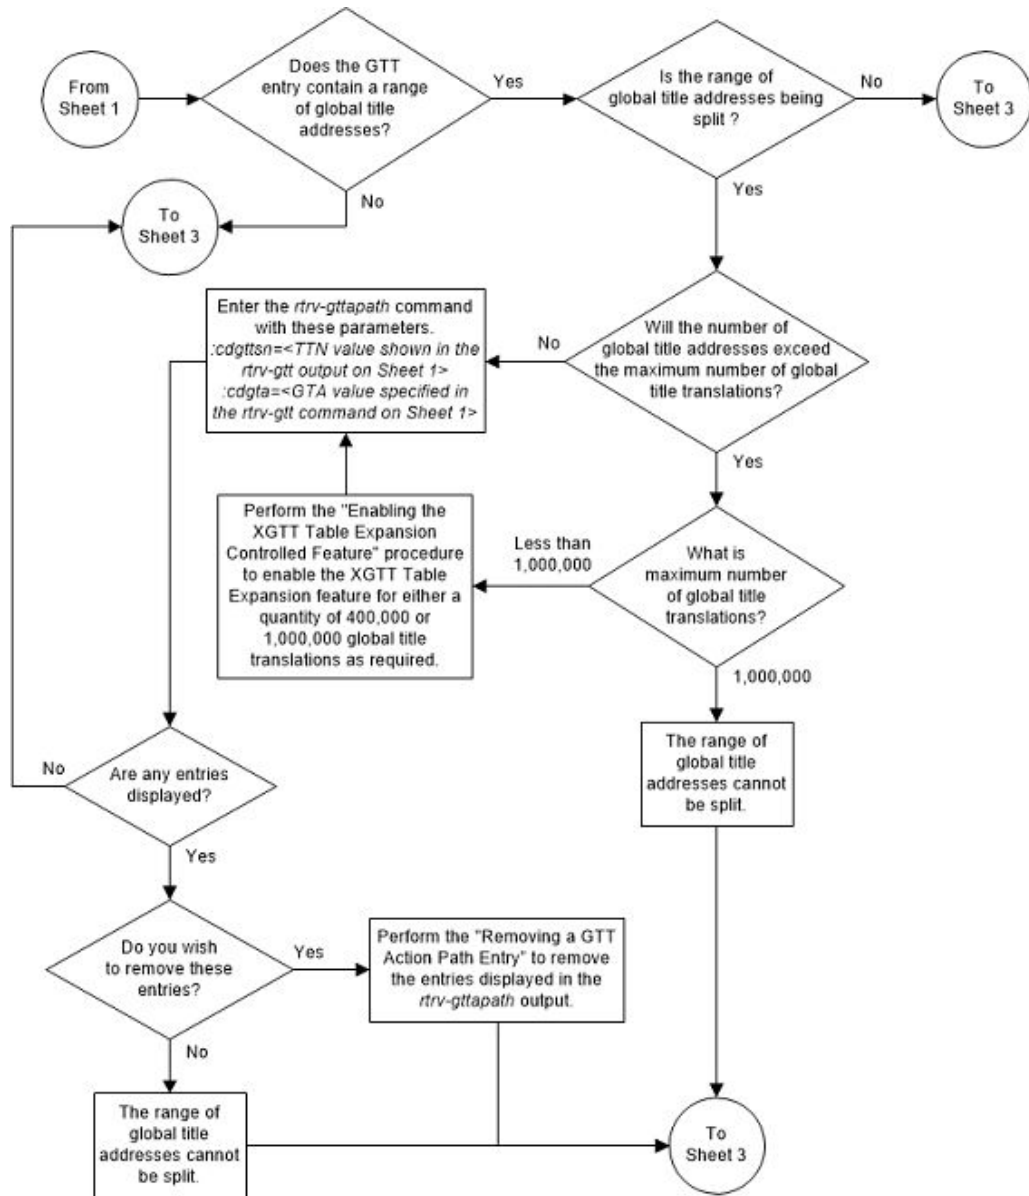 From
Sheet 1
Does the GTT
entry contain a range
of global title
addresses?
Yes
Is the range of
global title addresses being
split ?
No
To
Sheet 3
No
To
Sheet 3
Yes
Enter the rtrv-gttapath command
with these parameters.
:cdgttsn=<TTN value shown in the
rtrv-gtt output on Sheet 1>
:cdgta=<GTA value specified in
the rtrv-gtt command on Sheet 1>
No
Will the number of
global title addresses exceed
the maximum number of global
title translations?
Yes
Perform the "Enabling the
XGTT Table Expansion
Controlled Feature" procedure
to enable the XGTT Table
Expansion feature for either a
quantity of 400,000 or
1,000,000 global title
translations as required.
Less than
1,000,000
What is
maximum number
of global title
translations?
1,000,000
The range of
global title
addresses cannot
be split.
No
Are any entries
displayed?
Yes
Do you wish
to remove these
entries?
Yes
Perform the "Removing a GTT
Action Path Entry" to remove
the entries displayed in the
rtrv-gttapath output.
No
The range of
global title
addresses cannot
be split.
To
Sheet 3